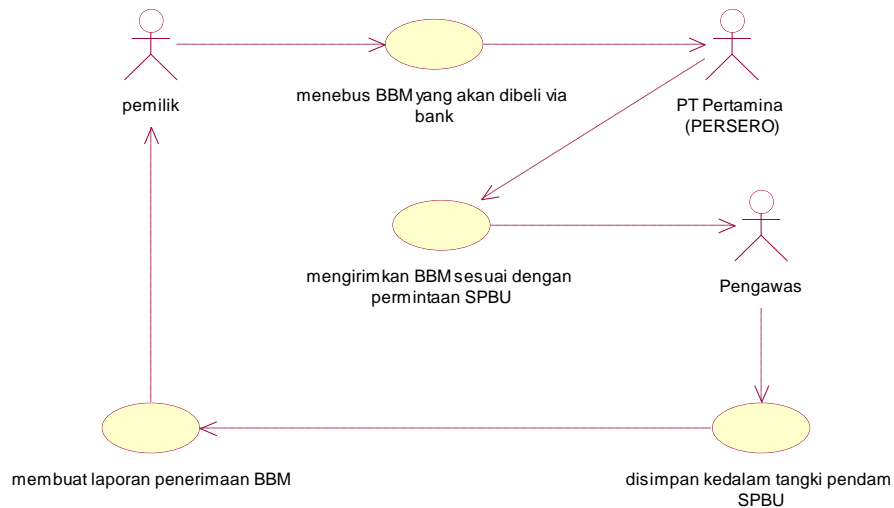 pemilik
menebus BBM yang akan dibeli via
bank
PT Pertamina
(PERSERO)
mengirimkan BBM sesuai dengan
permintaan SPBU
Pengawas
membuat laporan penerimaan BBM
disimpan kedalam tangki pendam
SPBU